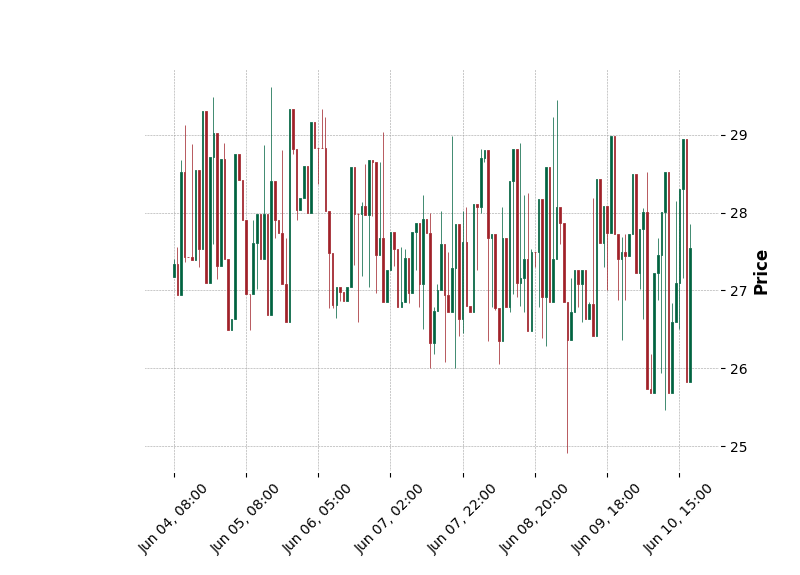 29
28
27
26
25
Price
Jun 04, 08:00
Jun 05, 08:00
Jun 06, 05:00
Jun 07, 02:00
Jun 07, 22:00
Jun 08, 20:00
Jun 09, 18:00
Jun 10, 15:00